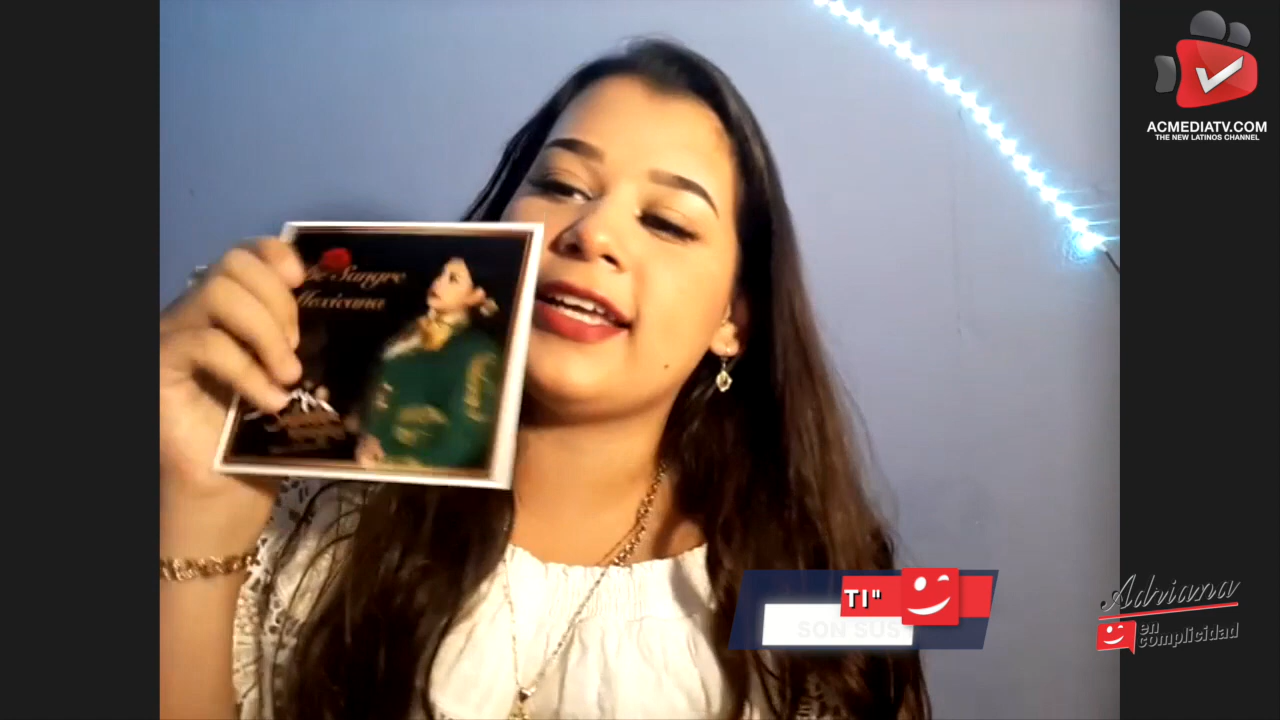 De Sangre
Mexicana
ACMEDIATV.COM
THE NEW LATINOS CHANNEL
TI"
SON SUS
Adriana
en
complicidad